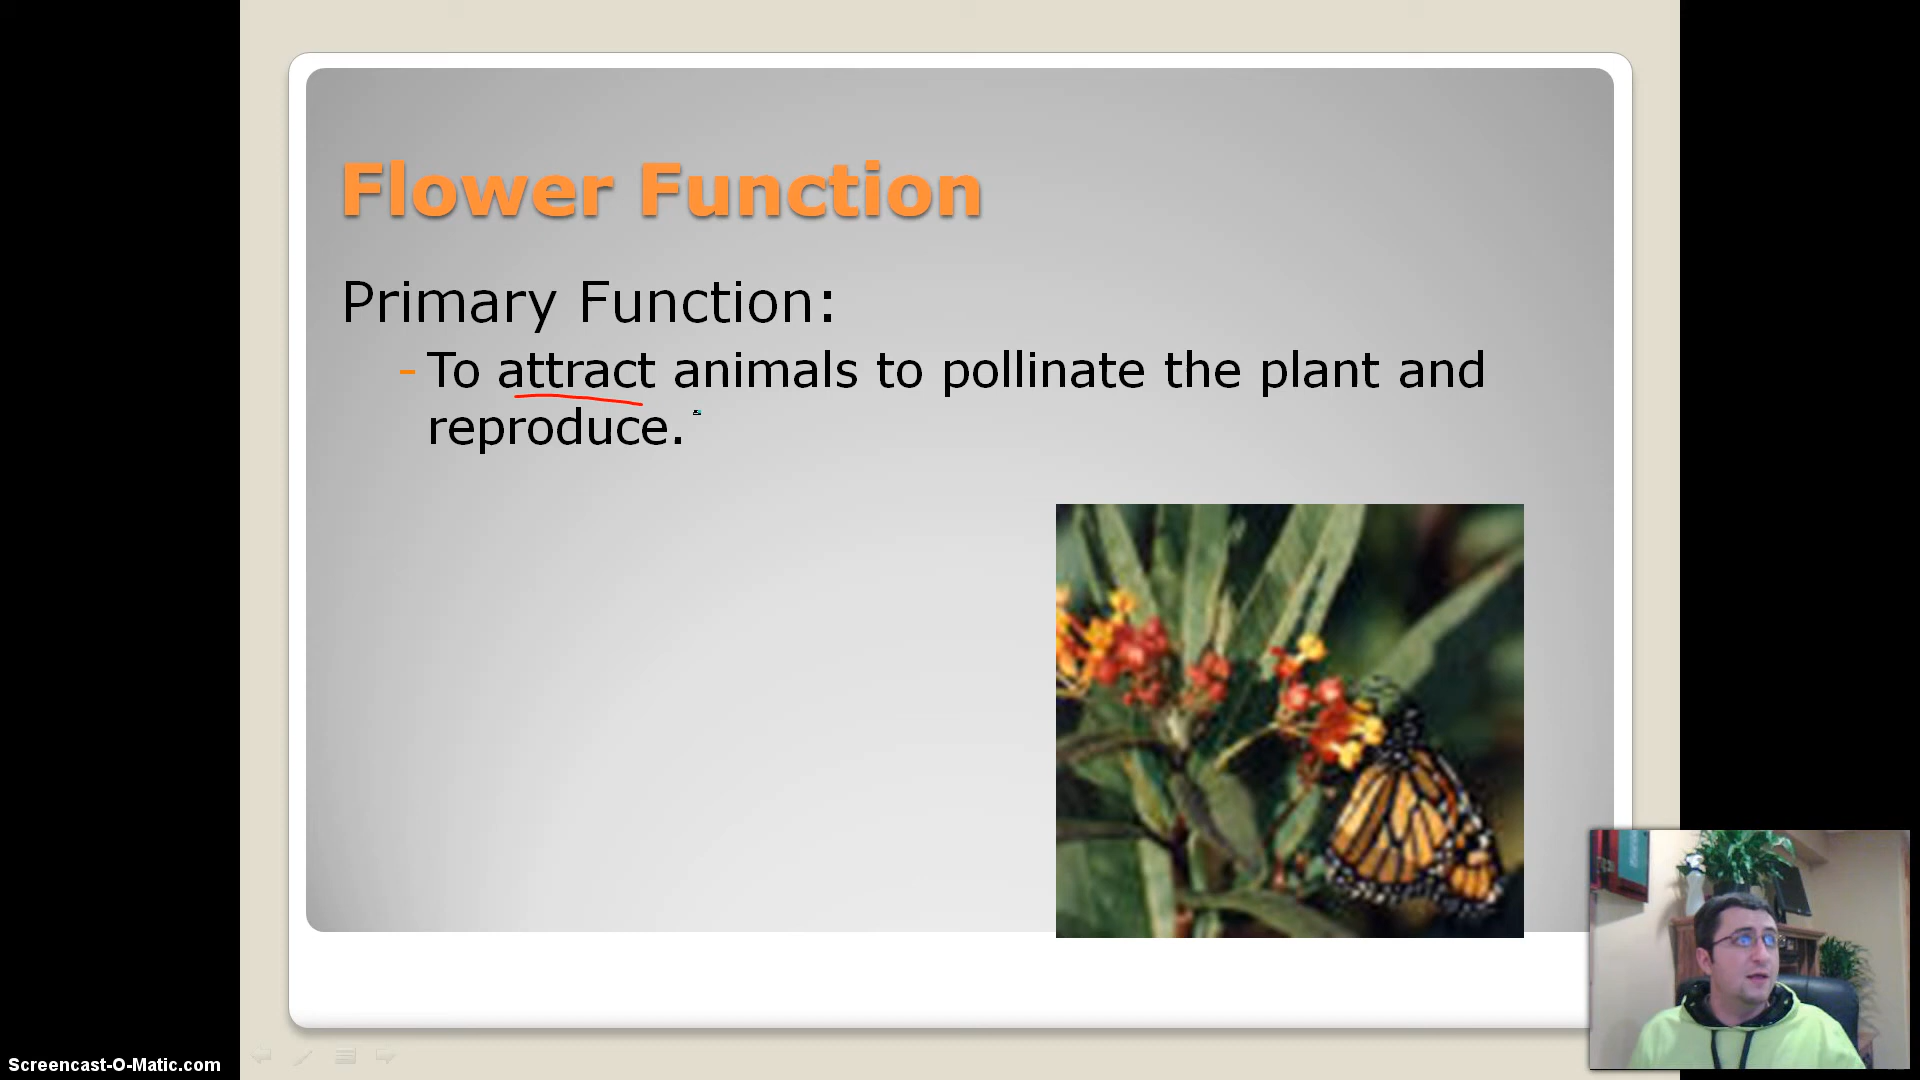 Flower Function
Primary Function:
- To attract animals to pollinate the plant and
reproduce.
Screencast-O-Matic.com